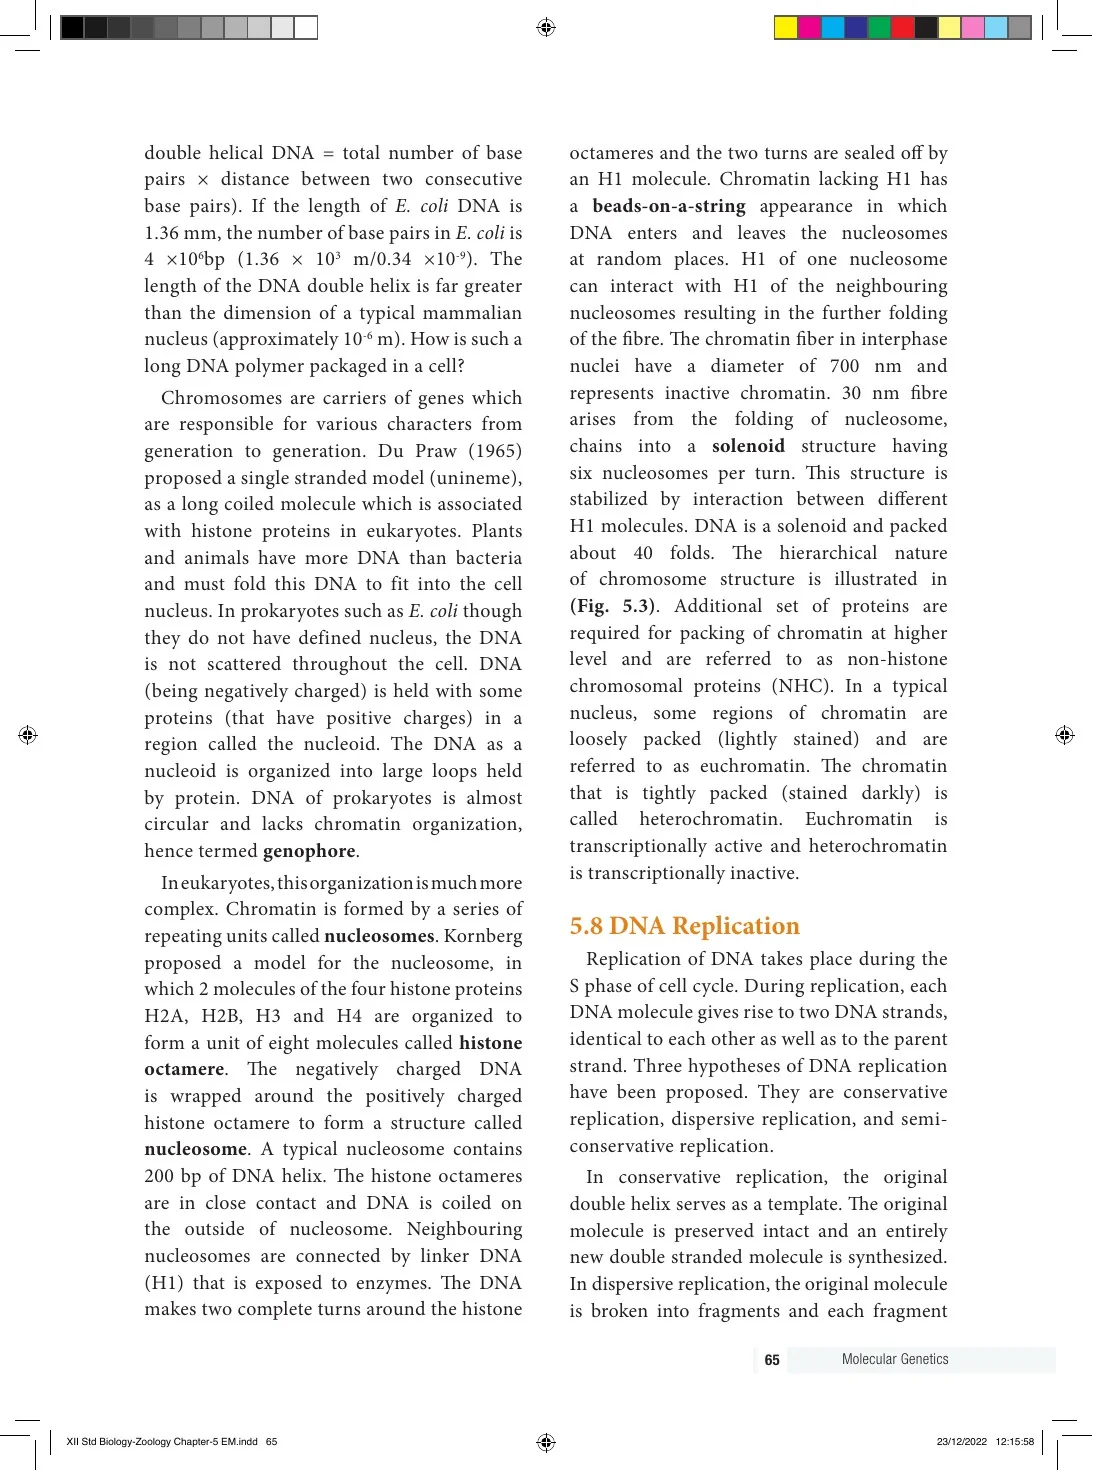 double helical DNA = total number of base
pairs × distance between two consecutive
base pairs). If the length of E. coli DNA is
1.36 mm, the number of base pairs in E. coli is
4 ×10⁶bp (1.36 × 10³ m/0.34 ×10⁻⁹). The
length of the DNA double helix is far greater
than the dimension of a typical mammalian
nucleus (approximately 10⁻⁶ m). How is such a
long DNA polymer packaged in a cell?
Chromosomes are carriers of genes which
are responsible for various characters from
generation to generation. Du Praw (1965)
proposed a single stranded model (unineme),
as a long coiled molecule which is associated
with histone proteins in eukaryotes. Plants
and animals have more DNA than bacteria
and must fold this DNA to fit into the cell
nucleus. In prokaryotes such as E. coli though
they do not have defined nucleus, the DNA
is not scattered throughout the cell. DNA
(being negatively charged) is held with some
proteins (that have positive charges) in a
region called the nucleoid. The DNA as a
nucleoid is organized into large loops held
by protein. DNA of prokaryotes is almost
circular and lacks chromatin organization,
hence termed genophore.
In eukaryotes, this organization is much more
complex. Chromatin is formed by a series of
repeating units called nucleosomes. Kornberg
proposed a model for the nucleosome, in
which 2 molecules of the four histone proteins
H2A, H2B, H3 and H4 are organized to
form a unit of eight molecules called histone
octamere. The negatively charged DNA
is wrapped around the positively charged
histone octamere to form a structure called
nucleosome. A typical nucleosome contains
200 bp of DNA helix. The histone octameres
are in close contact and DNA is coiled on
the outside of nucleosome. Neighbouring
nucleosomes are connected by linker DNA
(H1) that is exposed to enzymes. The DNA
makes two complete turns around the histone
octameres and the two turns are sealed off by
an H1 molecule. Chromatin lacking H1 has
a beads-on-a-string appearance in which
DNA enters and leaves the nucleosomes
at random places. H1 of one nucleosome
can interact with H1 of the neighbouring
nucleosomes resulting in the further folding
of the fibre. The chromatin fiber in interphase
nuclei have a diameter of 700 nm and
represents inactive chromatin. 30 nm fibre
arises from the folding of nucleosome,
chains into a solenoid structure having
six nucleosomes per turn. This structure is
stabilized by interaction between different
H1 molecules. DNA is a solenoid and packed
about 40 folds. The hierarchical nature
of chromosome structure is illustrated in
(Fig. 5.3). Additional set of proteins are
required for packing of chromatin at higher
level and are referred to as non-histone
chromosomal proteins (NHC). In a typical
nucleus, some regions of chromatin are
loosely packed (lightly stained) and are
referred to as euchromatin. The chromatin
that is tightly packed (stained darkly) is
called heterochromatin. Euchromatin is
transcriptionally active and heterochromatin
is transcriptionally inactive.
5.8 DNA Replication
Replication of DNA takes place during the
S phase of cell cycle. During replication, each
DNA molecule gives rise to two DNA strands,
identical to each other as well as to the parent
strand. Three hypotheses of DNA replication
have been proposed. They are conservative
replication, dispersive replication, and semi-
conservative replication.
In conservative replication, the original
double helix serves as a template. The original
molecule is preserved intact and an entirely
new double stranded molecule is synthesized.
In dispersive replication, the original molecule
is broken into fragments and each fragment
65 Molecular Genetics
XII Std Biology-Zoology Chapter-5 EM.indd 65
23/12/2022 12:15:58